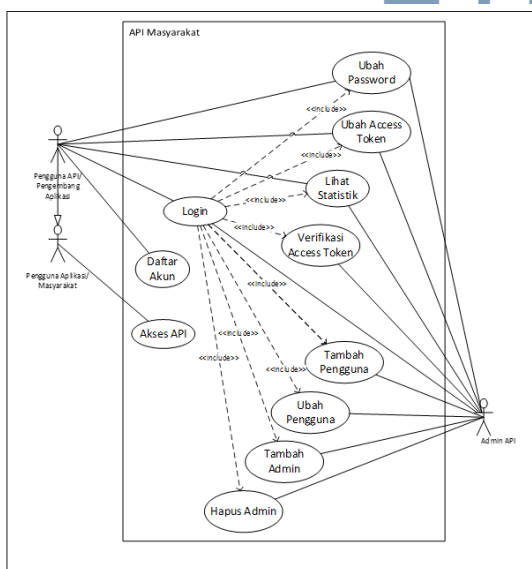 API Masyarakat
Ubah
Password
<<Include>>
Ubah Access
Token
<<Include>>
Pengguna API/
Pengembang
Aplikasi
Lihat
Statistik
<<Include>>
Login
<<Include>>
Verifikasi
Access Token
Daftar
Akun
Pengguna Aplikasi/
Masyarakat
<<Include>>
Akses API
<<Include>>
<<Include>>
<<Include>>
Tambah
Pengguna
Ubah
Pengguna
Admin API
Tambah
Admin
Hapus Admin